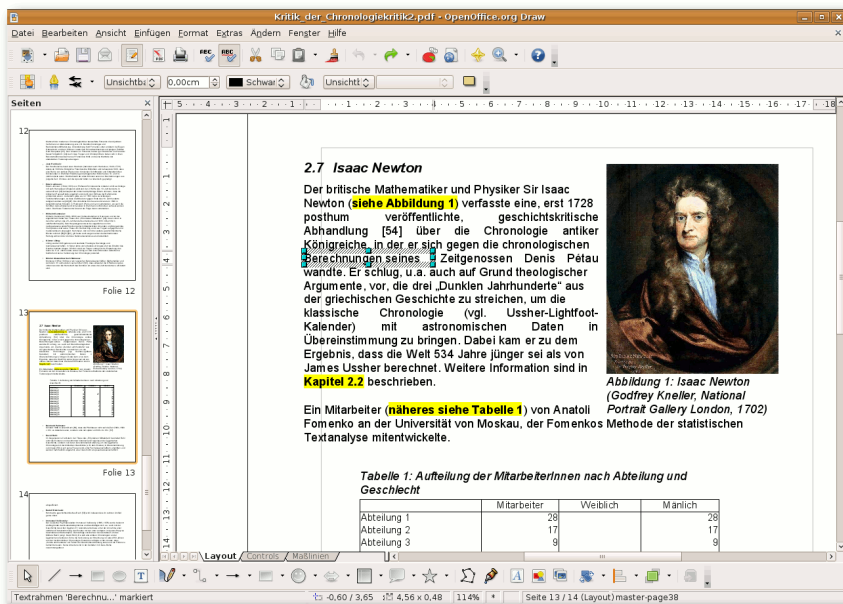 Kritik_der_Chronologiekritik2.pdf - OpenOffice.org Draw
Datei Bearbeiten Ansicht Einfügen Format Extras Ändern Fenster Hilfe
Unsichtba 0,00cm Schwar Unsichtl
Seiten
12
Folie 12
13
Folie 13
14
2.7 Isaac Newton
Der britische Mathematiker und Physiker Sir Isaac
Newton (siehe Abbildung 1) verfasste eine, erst 1728
posthum veröffentlichte, geschichtskritische
Abhandlung [54] über die Chronologie antiker
Königreiche, in der er sich gegen die chronologischen
Berechnungen seines Zeitgenossen Denis Pétau
wandte. Er schlug, u.a. auch auf Grund theologischer
Argumente, vor, die drei „Dunklen Jahrhunderte“ aus
der griechischen Geschichte zu streichen, um die
klassische Chronologie (vgl. Ussher-Lightfoot-
Kalender) mit astronomischen Daten in
Übereinstimmung zu bringen. Dabei kam er zu dem
Ergebnis, dass die Welt 534 Jahre jünger sei als von
James Ussher berechnet. Weitere Information sind in
Kapitel 2.2 beschrieben.
Abbildung 1: Isaac Newton
(Godfrey Kneller, National
Portrait Gallery London, 1702)
Ein Mitarbeiter (näheres siehe Tabelle 1) von Anatoli
Fomenko an der Universität von Moskau, der Fomenkos Methode der statistischen
Textanalyse mitentwickelte.
Tabelle 1: Aufteilung der MitarbeiterInnen nach Abteilung und
Geschlecht
Mitarbeiter Weiblich Mänlich
Abteilung 1 28 28
Abteilung 2 17 17
Abteilung 3 9 9
Layout Controls Maßlinien
Textrahmen 'Berechnu...' markiert -0,60 / 3,65 4,56 x 0,48 114% * Seite 13 / 14 (Layout) master-page38